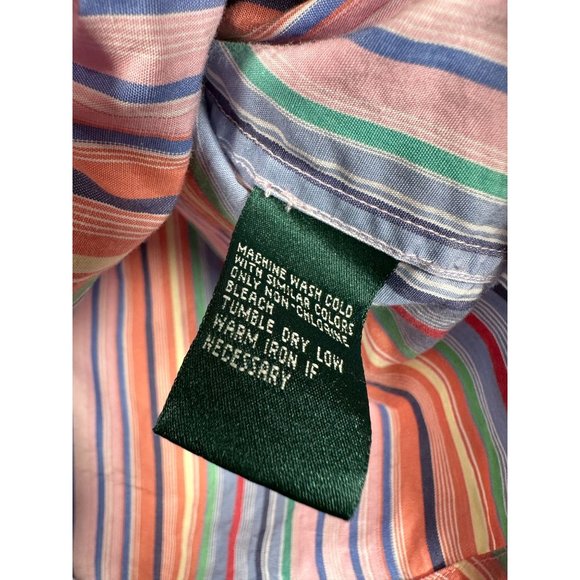 MACHINE WASH COLD
WITH SIMILAR COLORS
ONLY NON-CHLORINE
BLEACH
TUMBLE DRY LOW
WARM IRON IF
NECESSARY